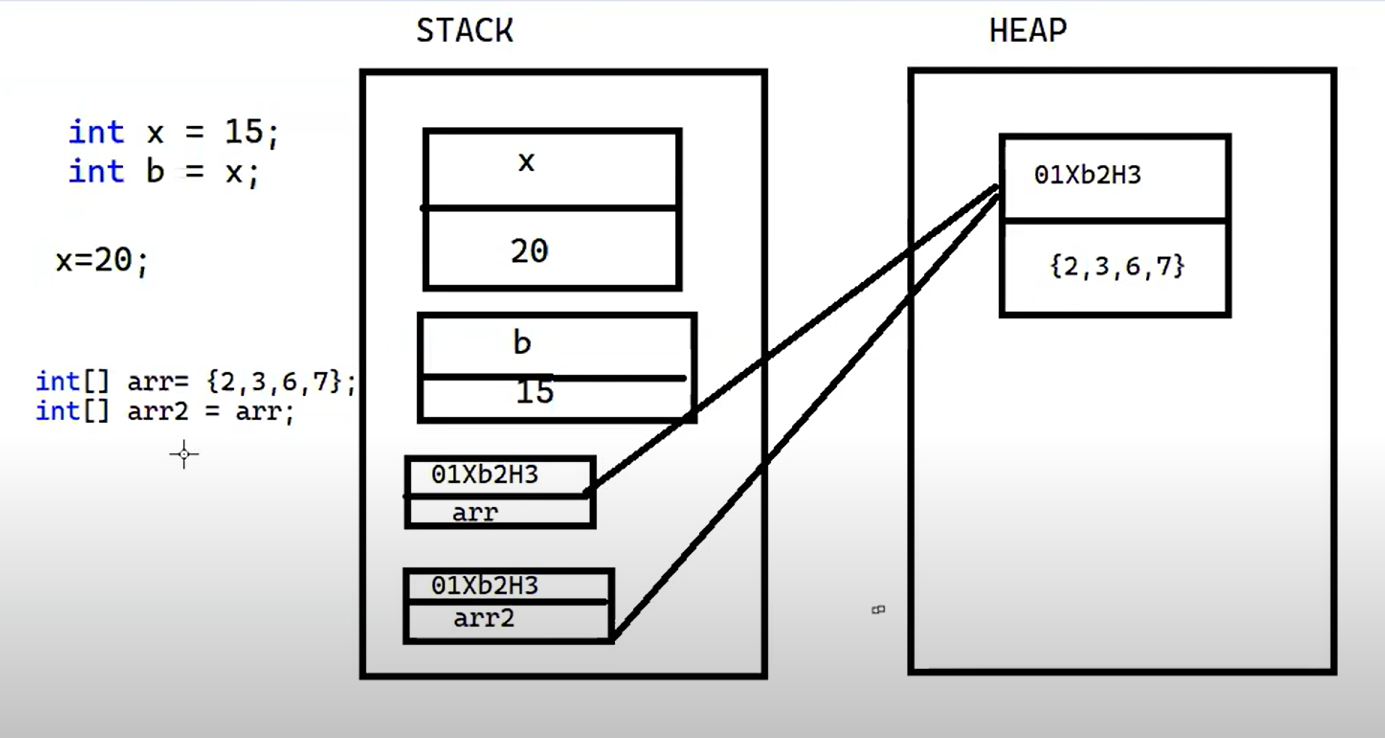 STACK
HEAP
int x = 15;
int b = x;
x=20;
int[] arr= {2,3,6,7};
int[] arr2 = arr;
x
20
b
15
01Xb2H3
arr
01Xb2H3
arr2
01Xb2H3
{2,3,6,7}